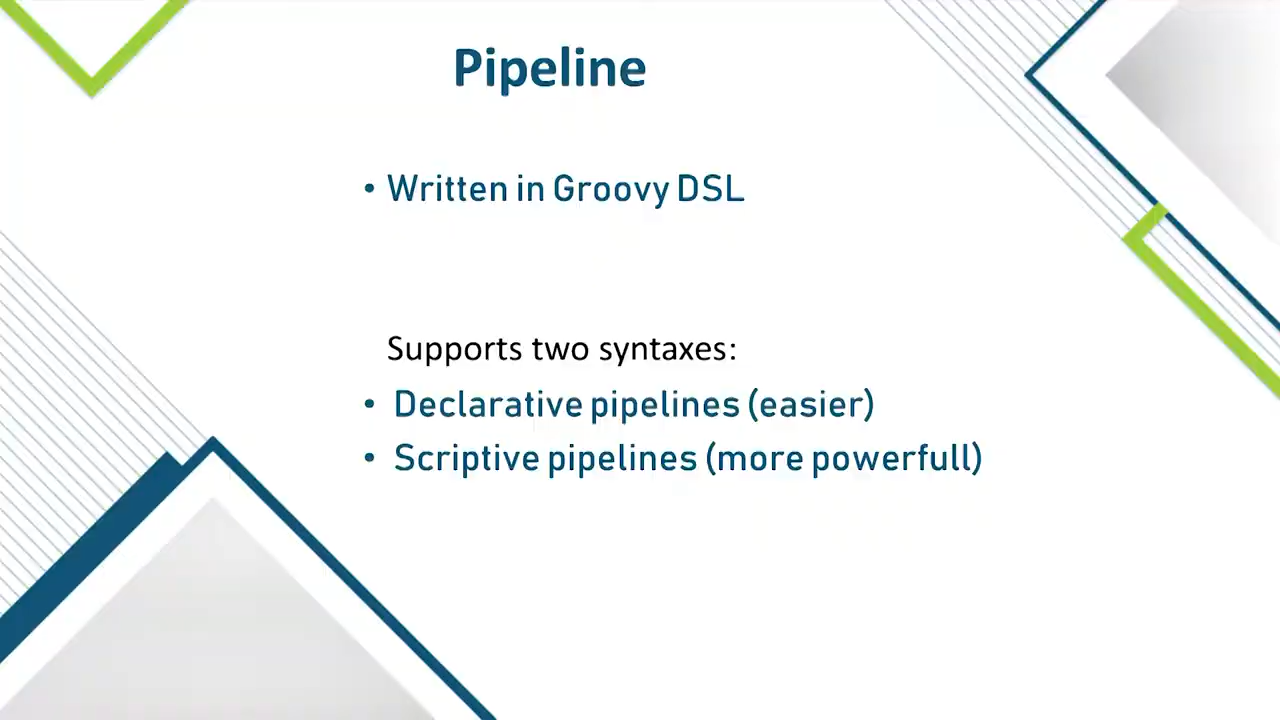 Pipeline
• Written in Groovy DSL
Supports two syntaxes:
• Declarative pipelines (easier)
• Scriptive pipelines (more powerfull)